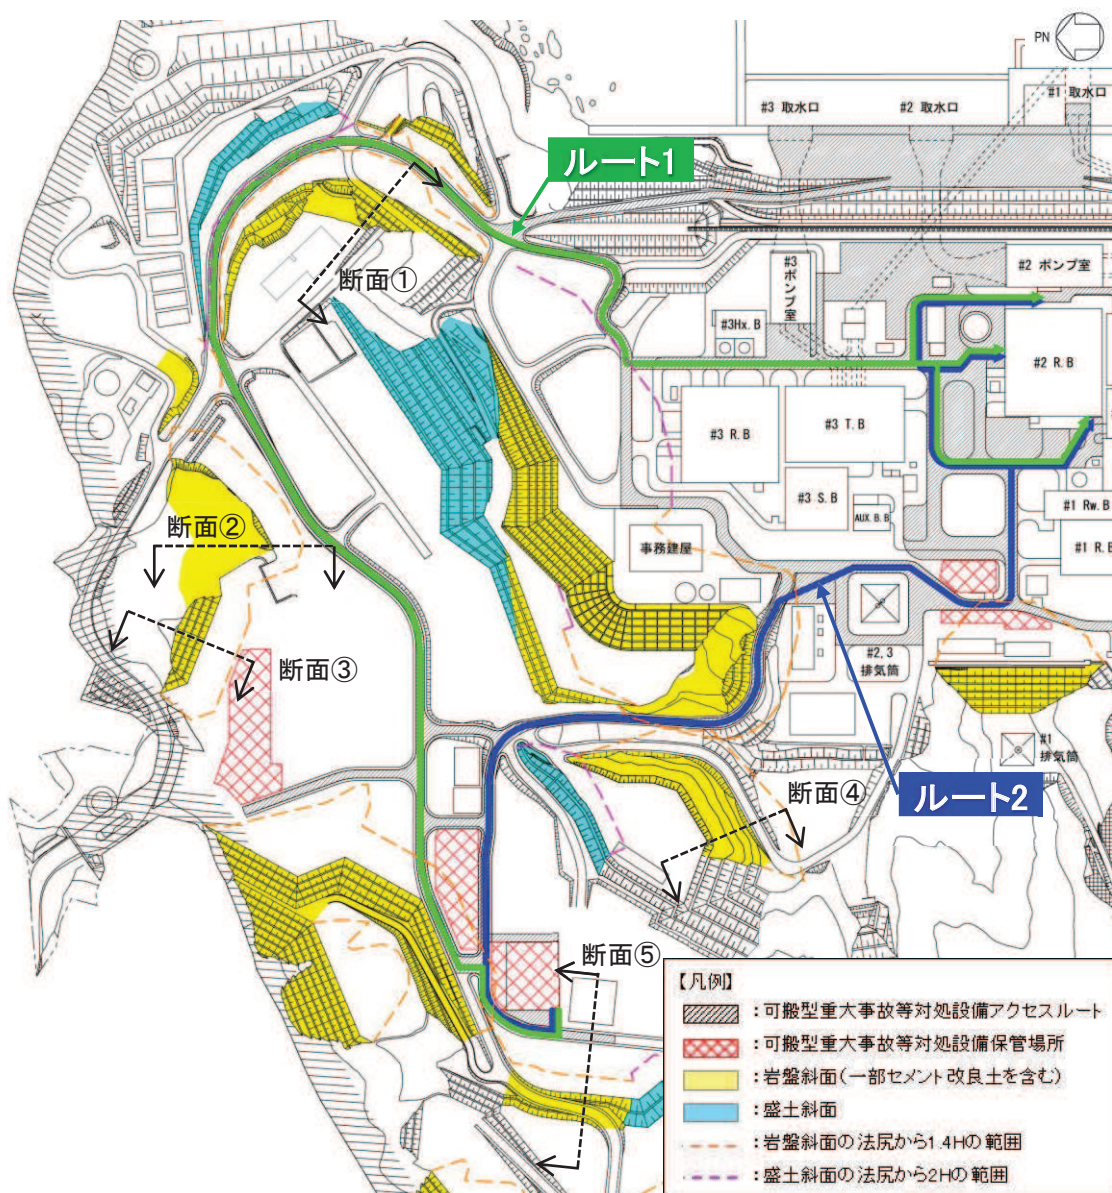 PN
#3 取水口
#2 取水口
#1 取水口
ルート1
断面①
#3
ポンプ
室
#2 ポンプ室
#3Hx.B
#2 R.B
#3 R.B
#3 T.B
#3 S.B
AUX.B.B
#1 Rw.B
#1 R.B
事務建屋
断面②
断面③
#2,3
排気筒
#1
排気筒
ルート2
断面④
断面⑤
【凡例】
：可搬型重大事故等対処設備アクセスルート
：可搬型重大事故等対処設備保管場所
：岩盤斜面(一部セメント改良土を含む)
：盛土斜面
：岩盤斜面の法尻から1.4Hの範囲
：盛土斜面の法尻から2Hの範囲